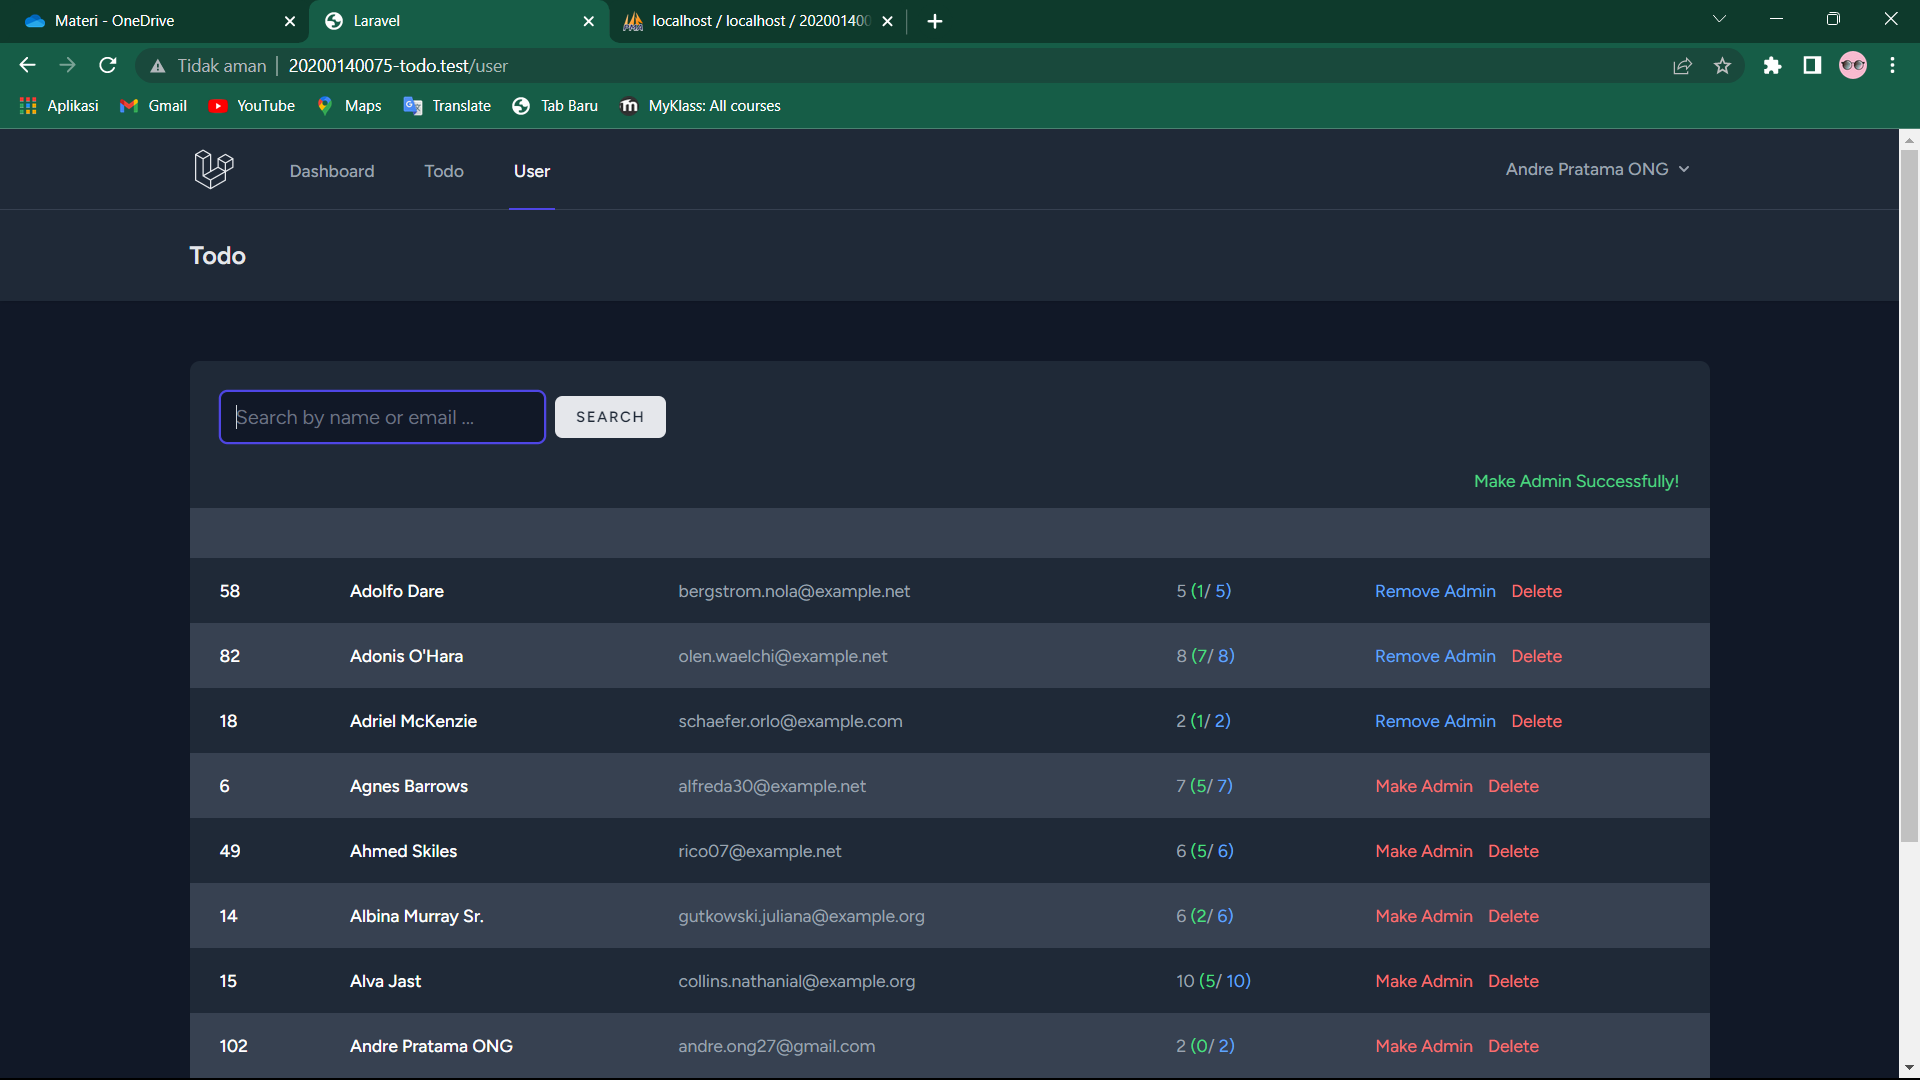 Materi - OneDrive
Laravel
localhost / localhost / 20200140
Tidak aman
20200140075-todo.test/user
Aplikasi
Gmail
YouTube
Maps
Translate
Tab Baru
MyKlass: All courses
Dashboard
Todo
User
Andre Pratama ONG
Todo
Search by name or email ...
SEARCH
Make Admin Successfully!
58 Adolfo Dare bergstrom.nola@example.net 5 (1/ 5) Remove Admin Delete
82 Adonis O'Hara olen.waelchi@example.net 8 (7/ 8) Remove Admin Delete
18 Adriel McKenzie schaefer.orlo@example.com 2 (1/ 2) Remove Admin Delete
6 Agnes Barrows alfreda30@example.net 7 (5/ 7) Make Admin Delete
49 Ahmed Skiles rico07@example.net 6 (5/ 6) Make Admin Delete
14 Albina Murray Sr. gutkowski.juliana@example.org 6 (2/ 6) Make Admin Delete
15 Alva Jast collins.nathanial@example.org 10 (5/ 10) Make Admin Delete
102 Andre Pratama ONG andre.ong27@gmail.com 2 (0/ 2) Make Admin Delete